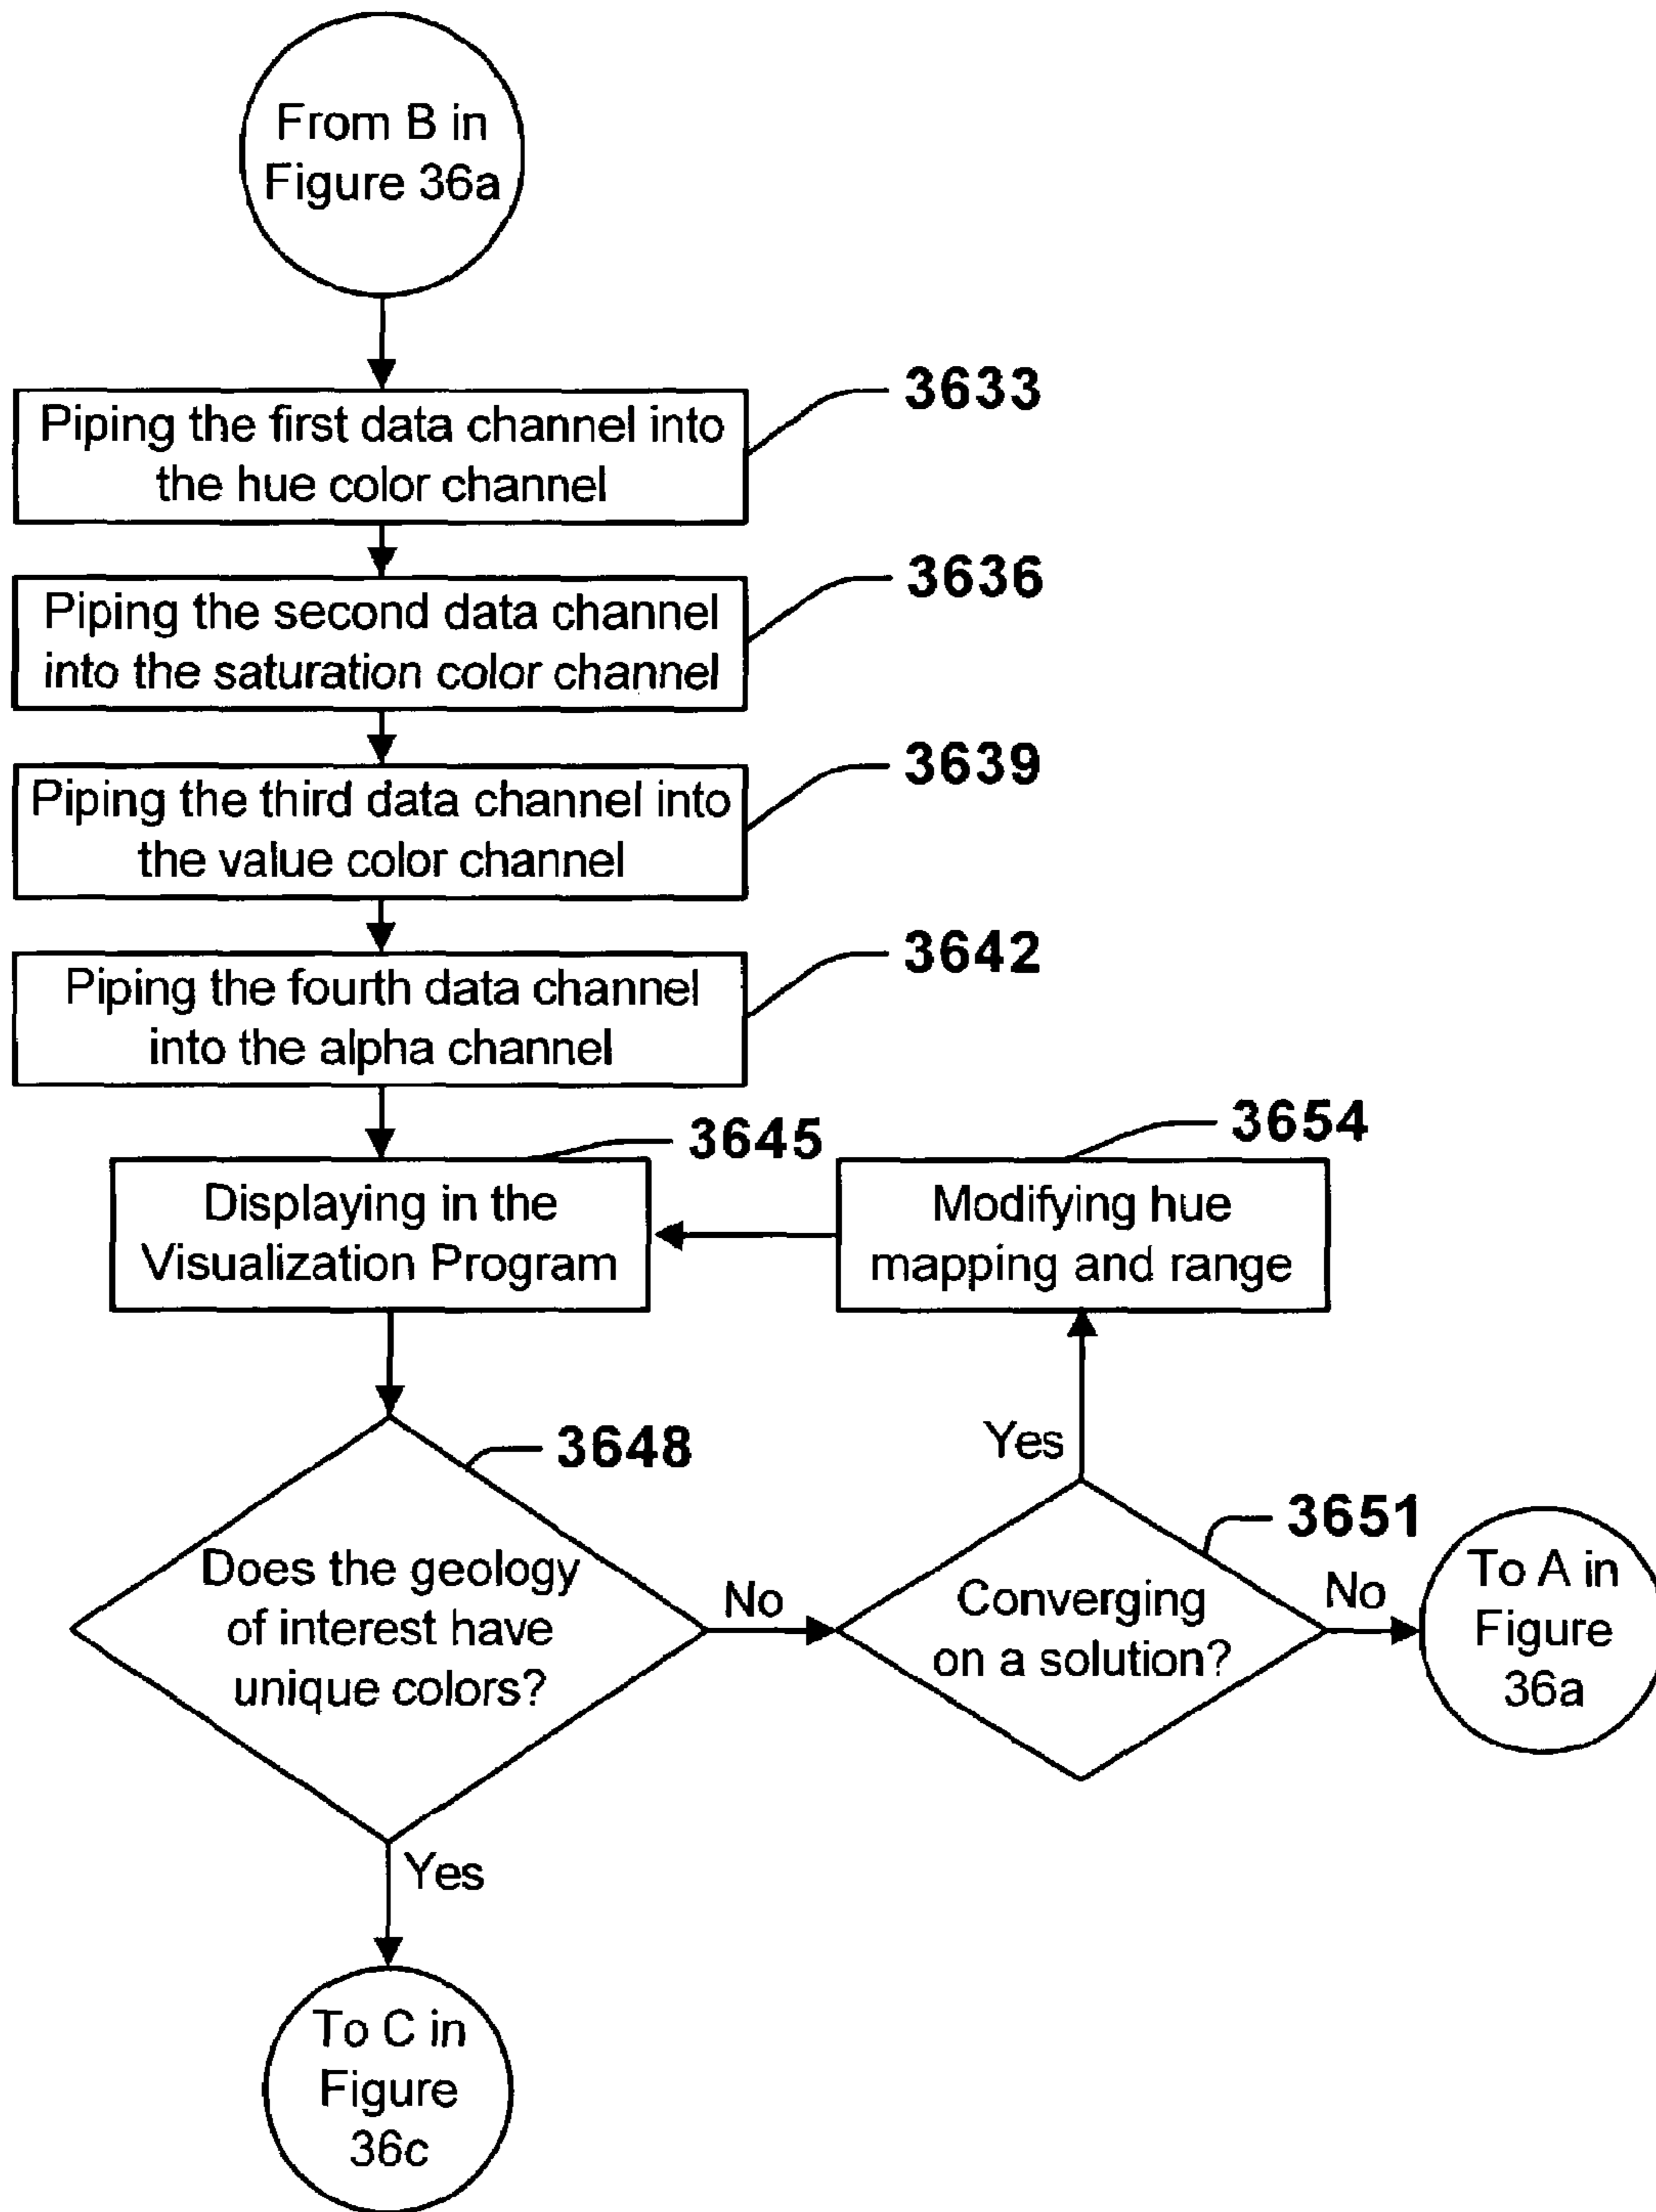 From B in
Figure 36a
3633
Piping the first data channel into
the hue color channel
3636
Piping the second data channel
into the saturation color channel
3639
Piping the third data channel into
the value color channel
3642
Piping the fourth data channel
into the alpha channel
3645
3654
Displaying in the
Visualization Program
Modifying hue
mapping and range
3648
Yes
3651
Does the geology
of interest have
unique colors?
No
Converging
on a solution?
No
To A in
Figure
36a
Yes
To C in
Figure
36c